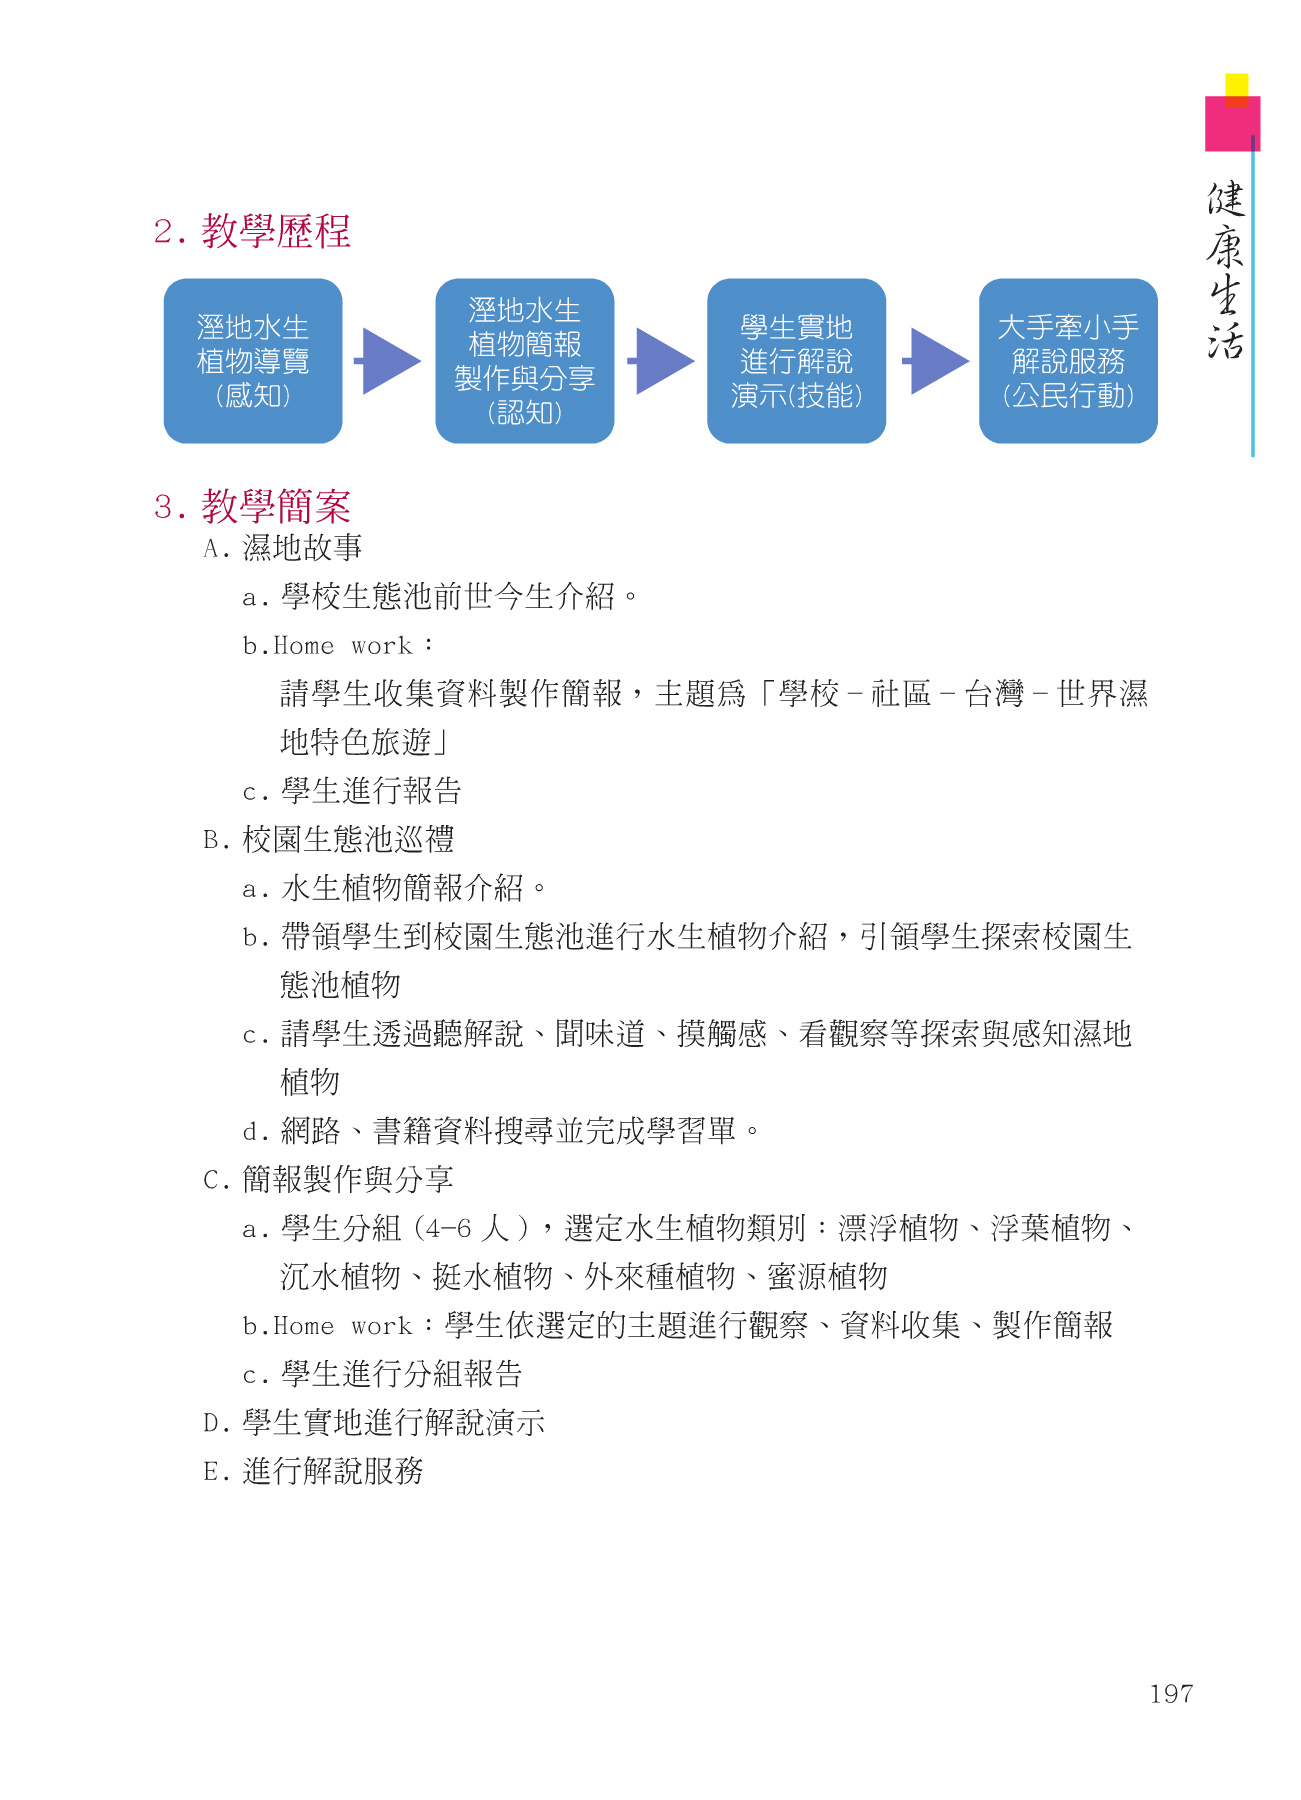 健康生活
2. 教學歷程
溼地水生
植物導覽
(感知)
溼地水生
植物簡報
製作與分享
(認知)
學生實地
進行解說
演示(技能)
大手牽小手
解說服務
(公民行動)
3. 教學簡案
A. 濕地故事
a. 學校生態池前世今生介紹。
b.Home work：
請學生收集資料製作簡報，主題為「學校－社區－台灣－世界濕
地特色旅遊」
c. 學生進行報告
B. 校園生態池巡禮
a. 水生植物簡報介紹。
b. 帶領學生到校園生態池進行水生植物介紹，引領學生探索校園生
態池植物
c. 請學生透過聽解說、聞味道、摸觸感、看觀察等探索與感知濕地
植物
d. 網路、書籍資料搜尋並完成學習單。
C. 簡報製作與分享
a. 學生分組 (4-6 人 )，選定水生植物類別：漂浮植物、浮葉植物、
沉水植物、挺水植物、外來種植物、蜜源植物
b.Home work：學生依選定的主題進行觀察、資料收集、製作簡報
c. 學生進行分組報告
D. 學生實地進行解說演示
E. 進行解說服務
197